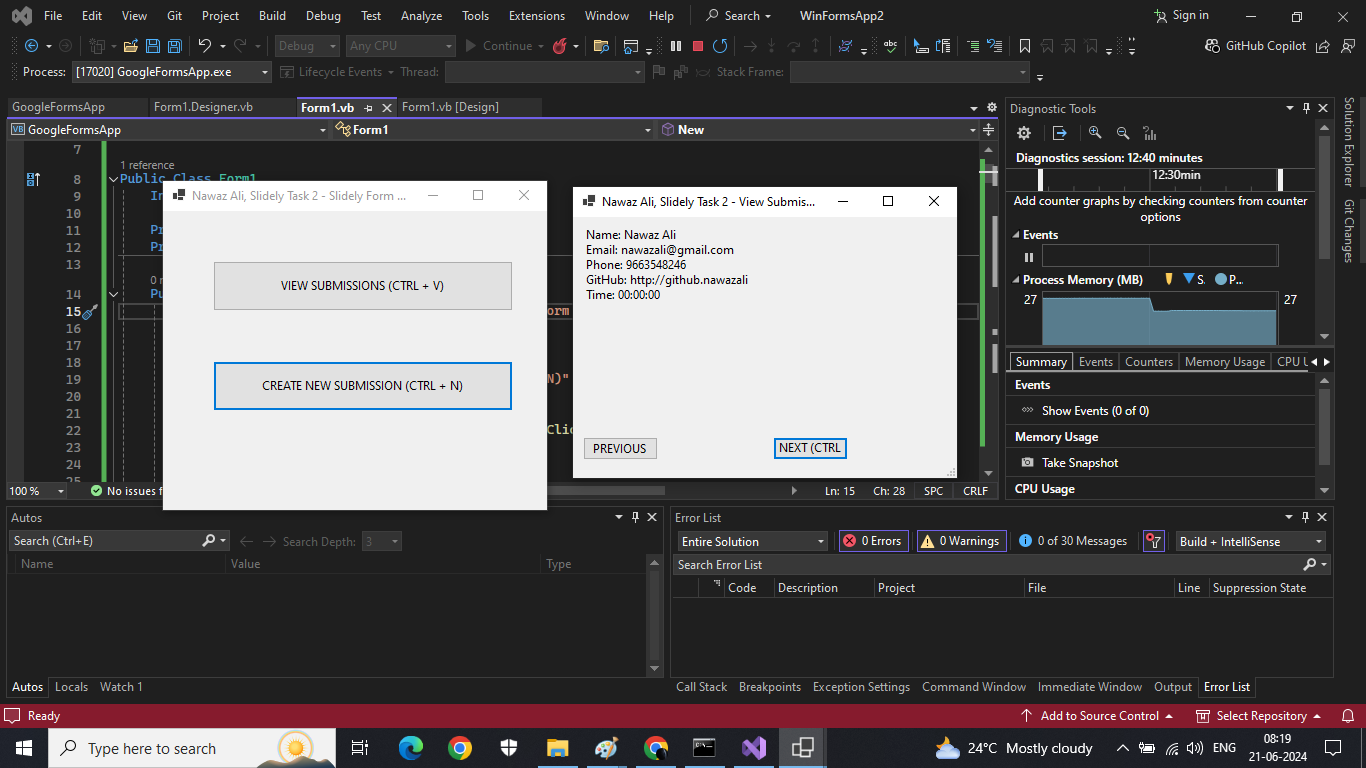 File Edit View Git Project Build Debug Test Analyze Tools Extensions Window Help Search WinFormsApp2 Sign in
Debug Any CPU Continue GitHub Copilot
Process: [17020] GoogleFormsApp.exe Lifecycle Events Thread: Stack Frame:
GoogleFormsApp Form1.Designer.vb Form1.vb Form1.vb [Design]
VB GoogleFormsApp Form1 New
7
1 reference
8 Public Class Form1
9 In
10
11 Pr
12 Pr
13
0 r
14 Pu
15 Form
16
17
18
19 N)"
20
21
22 Clic
23
24
25
100 % No issues f Ln: 15 Ch: 28 SPC CRLF
Nawaz Ali, Slidely Task 2 - Slidely Form ...
VIEW SUBMISSIONS (CTRL + V)
CREATE NEW SUBMISSION (CTRL + N)
Nawaz Ali, Slidely Task 2 - View Submiss...
Name: Nawaz Ali
Email: nawazali@gmail.com
Phone: 9663548246
GitHub: http://github.nawazali
Time: 00:00:00
PREVIOUS NEXT (CTRL
Diagnostic Tools
Diagnostics session: 12:40 minutes
12:30min
Add counter graphs by checking counters from counter
options
Events
Process Memory (MB) S. P...
27 27
Summary Events Counters Memory Usage CPU U
Events
Show Events (0 of 0)
Memory Usage
Take Snapshot
CPU Usage
Solution Explorer
Git Changes
Autos
Search (Ctrl+E) Search Depth: 3
Name Value Type
Autos Locals Watch 1
Error List
Entire Solution 0 Errors 0 Warnings 0 of 30 Messages Build + IntelliSense
Search Error List
Code Description Project File Line Suppression State
Call Stack Breakpoints Exception Settings Command Window Immediate Window Output Error List
Ready Add to Source Control Select Repository
Type here to search 24°C Mostly cloudy ENG 08:19
21-06-2024